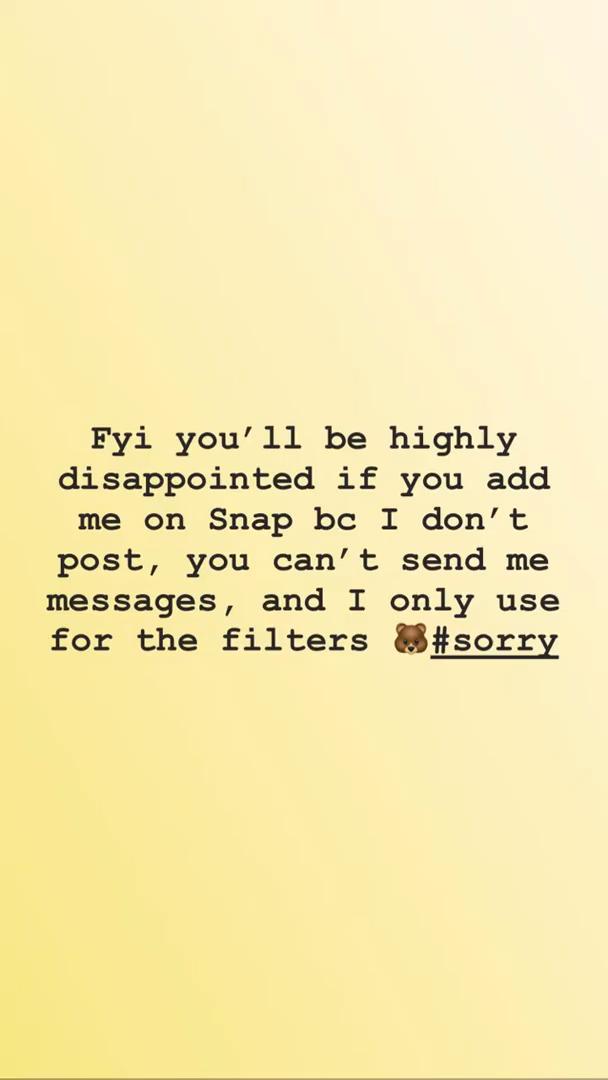 Fyi you’ll be highly
disappointed if you add
me on Snap bc I don’t
post, you can’t send me
messages, and I only use
for the filters 🐻#sorry